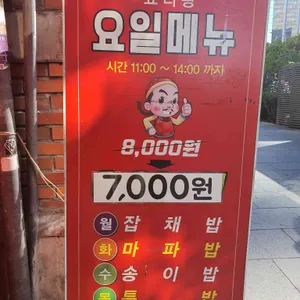 요일메뉴
시간 11:00 ~ 14:00 까지
8,000원
7,000원
월 잡채밥
화 마파밥
수 송이밥
목